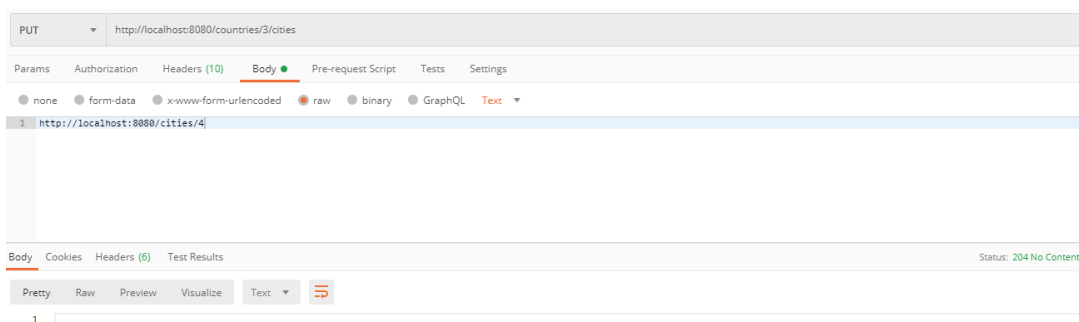 PUT http://localhost:8080/countries/3/cities
Params Authorization Headers (10) Body Pre-request Script Tests Settings
none form-data x-www-form-urlencoded raw binary GraphQL Text
1 http://localhost:8080/cities/4
Body Cookies Headers (6) Test Results Status: 204 No Content
Pretty Raw Preview Visualize Text
1